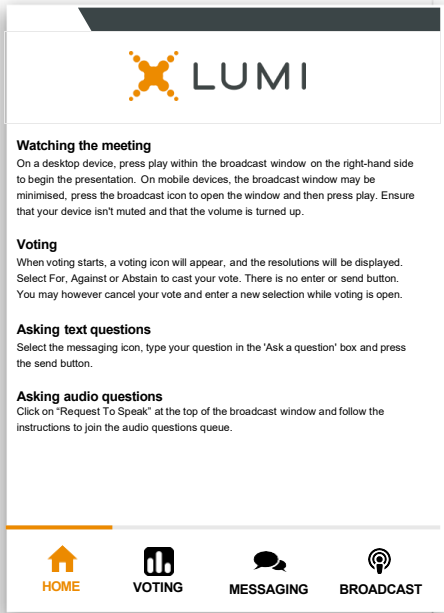 LUMI
Watching the meeting
On a desktop device, press play within the broadcast window on the right-hand side
to begin the presentation. On mobile devices, the broadcast window may be
minimised, press the broadcast icon to open the window and then press play. Ensure
that your device isn't muted and that the volume is turned up.
Voting
When voting starts, a voting icon will appear, and the resolutions will be displayed.
Select For, Against or Abstain to cast your vote. There is no enter or send button.
You may however cancel your vote and enter a new selection while voting is open.
Asking text questions
Select the messaging icon, type your question in the 'Ask a question' box and press
the send button.
Asking audio questions
Click on “Request To Speak” at the top of the broadcast window and follow the
instructions to join the audio questions queue.
HOME VOTING MESSAGING BROADCAST